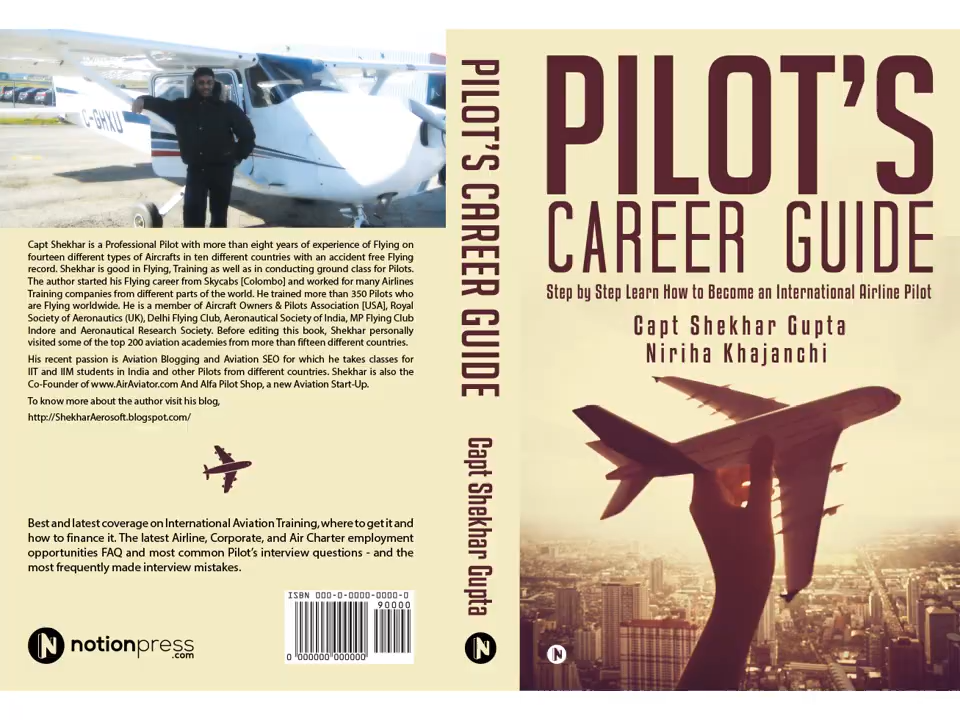 C-GHXU
Capt Shekhar is a Professional Pilot with more than eight years of experience of Flying on
fourteen different types of Aircrafts in ten different countries with an accident free Flying
record. Shekhar is good in Flying, Training as well as in conducting ground class for Pilots.
The author started his Flying career from Skycabs [Colombo] and worked for many Airlines
Training companies from different parts of the world. He trained more than 350 Pilots who
are Flying worldwide. He is a member of Aircraft Owners & Pilots Association [USA], Royal
Society of Aeronautics (UK), Delhi Flying Club, Aeronautical Society of India, MP Flying Club
Indore and Aeronautical Research Society. Before editing this book, Shekhar personally
visited some of the top 200 aviation academies from more than fifteen different countries.
His recent passion is Aviation Blogging and Aviation SEO for which he takes classes for
IIT and IIM students in India and other Pilots from different countries. Shekhar is also the
Co-Founder of www.AirAviator.com And Alfa Pilot Shop, a new Aviation Start-Up.
To know more about the author visit his blog,
http://ShekharAerosoft.blogspot.com/
Best and latest coverage on International Aviation Training, where to get it and
how to finance it. The latest Airline, Corporate, and Air Charter employment
opportunities FAQ and most common Pilot's interview questions - and the
most frequently made interview mistakes.
N notionpress
.com
ISBN 000-0-0000-0000-0
90000
0 000000 000000
PILOT'S CAREER GUIDE
Capt Shekhar Gupta
N
PILOT'S
CAREER GUIDE
Step by Step Learn How to Become an International Airline Pilot
Capt Shekhar Gupta
Niriha Khajanchi
N